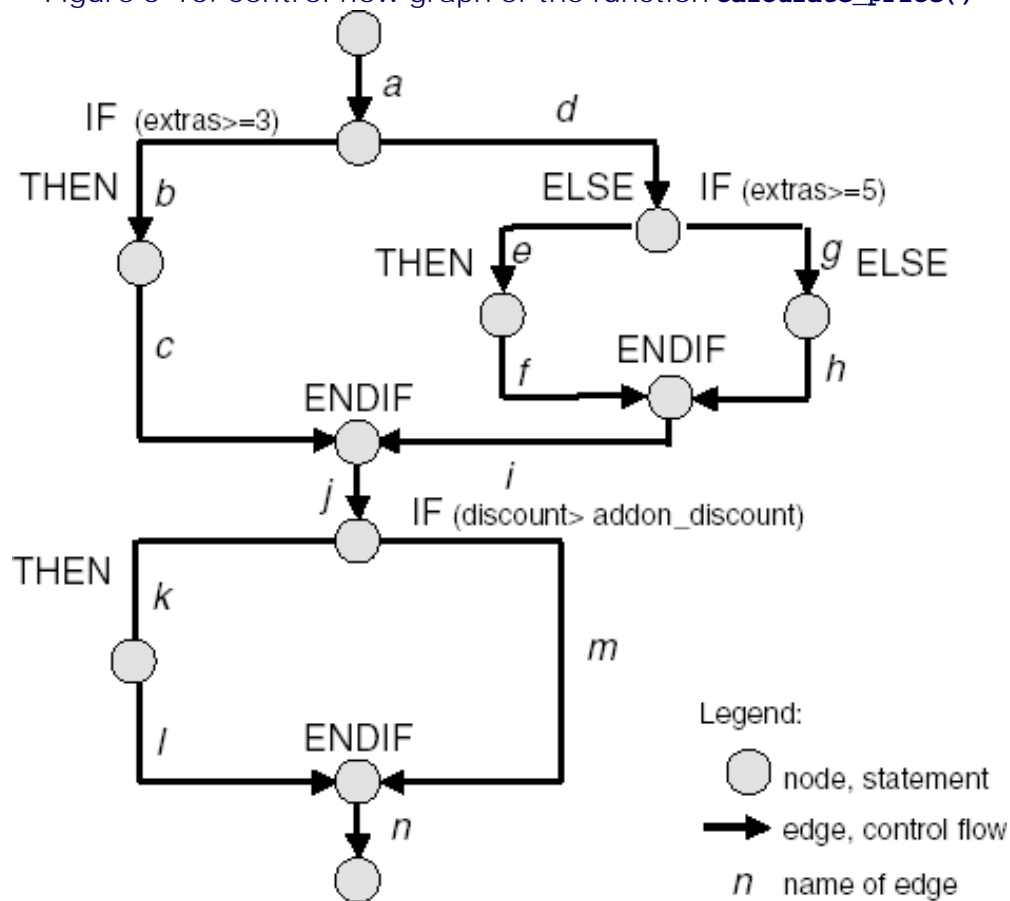 a
d
IF (extras>=3)
THEN b
ELSE IF (extras>=5)
THEN e
g ELSE
c
f
ENDIF
h
ENDIF
i
j
IF (discount> addon_discount)
THEN
k
m
l
ENDIF
n
Legend:
node, statement
edge, control flow
n name of edge